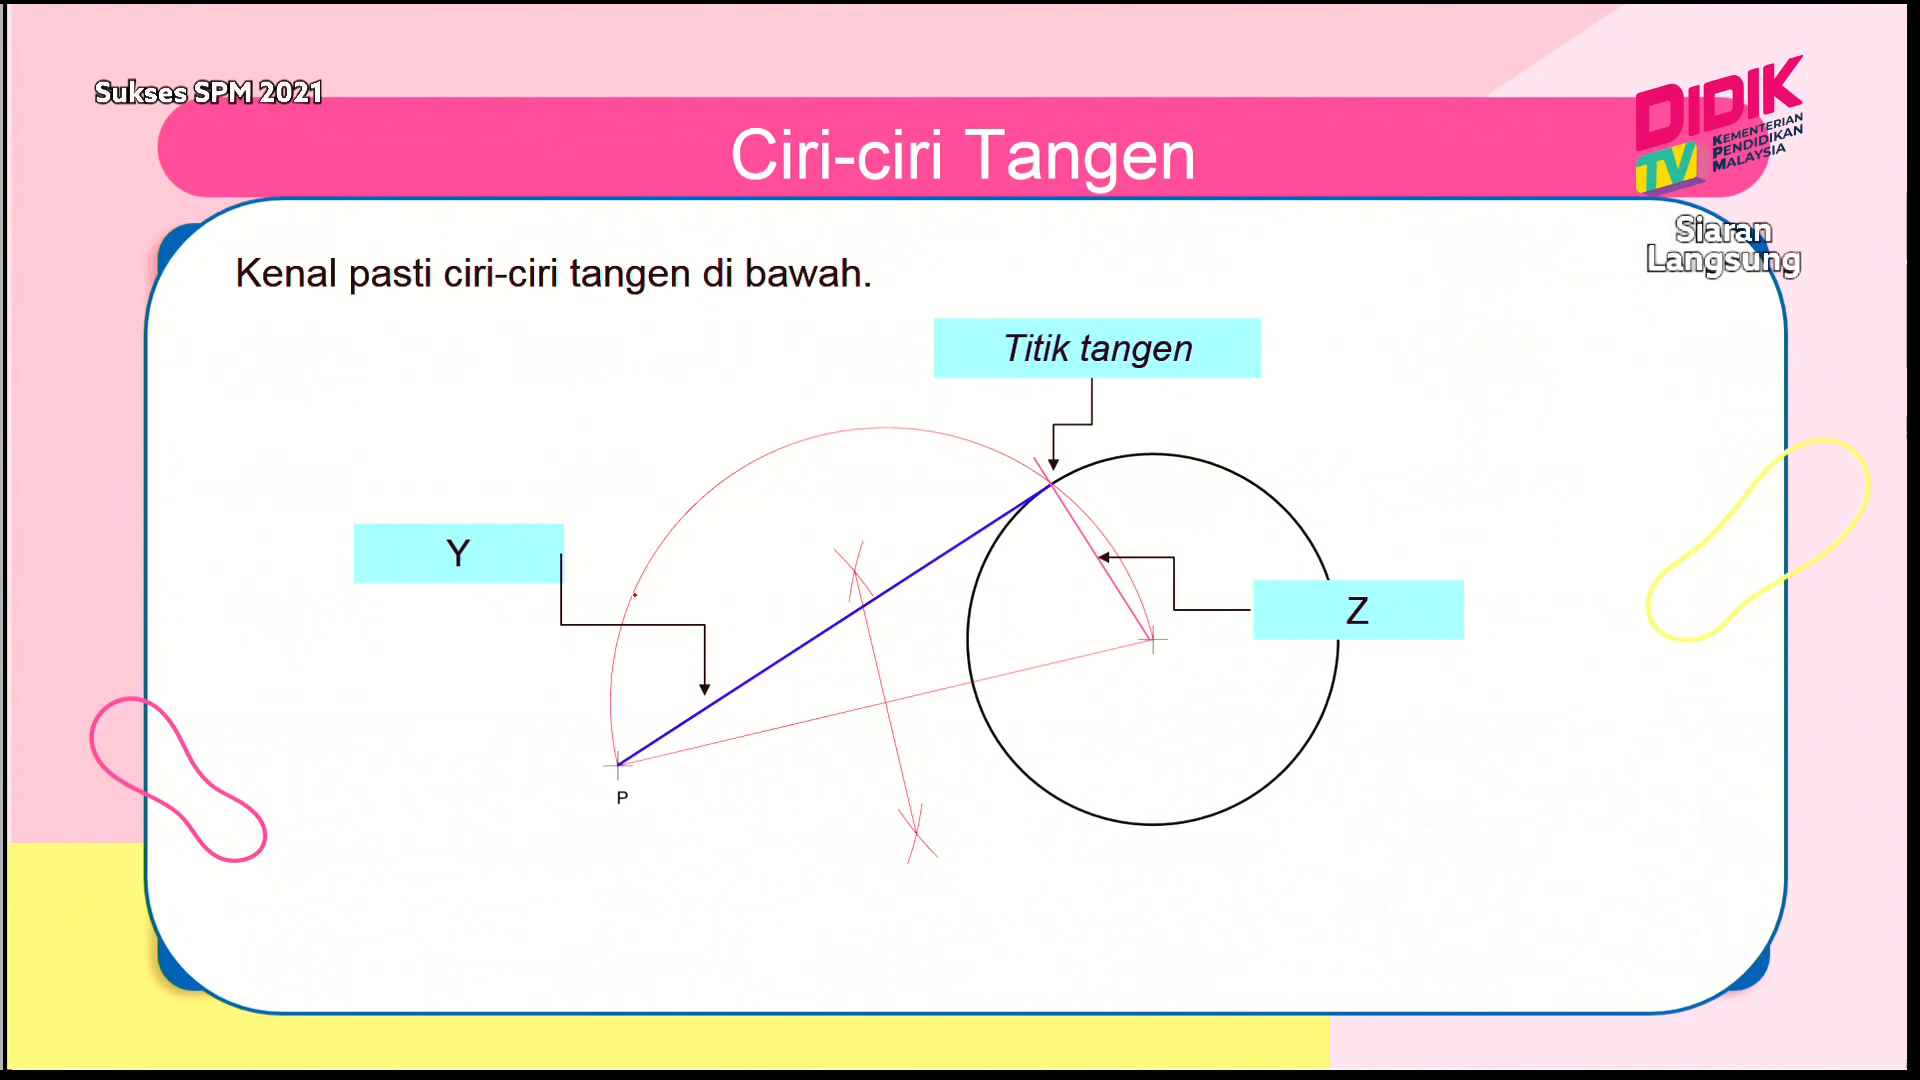 Sukses SPM 2021
Ciri-ciri Tangen
DIDIK
TV
KEMENTERIAN
PENDIDIKAN
MALAYSIA
Siaran
Langsung
Kenal pasti ciri-ciri tangen di bawah.
Titik tangen
Y
Z
P